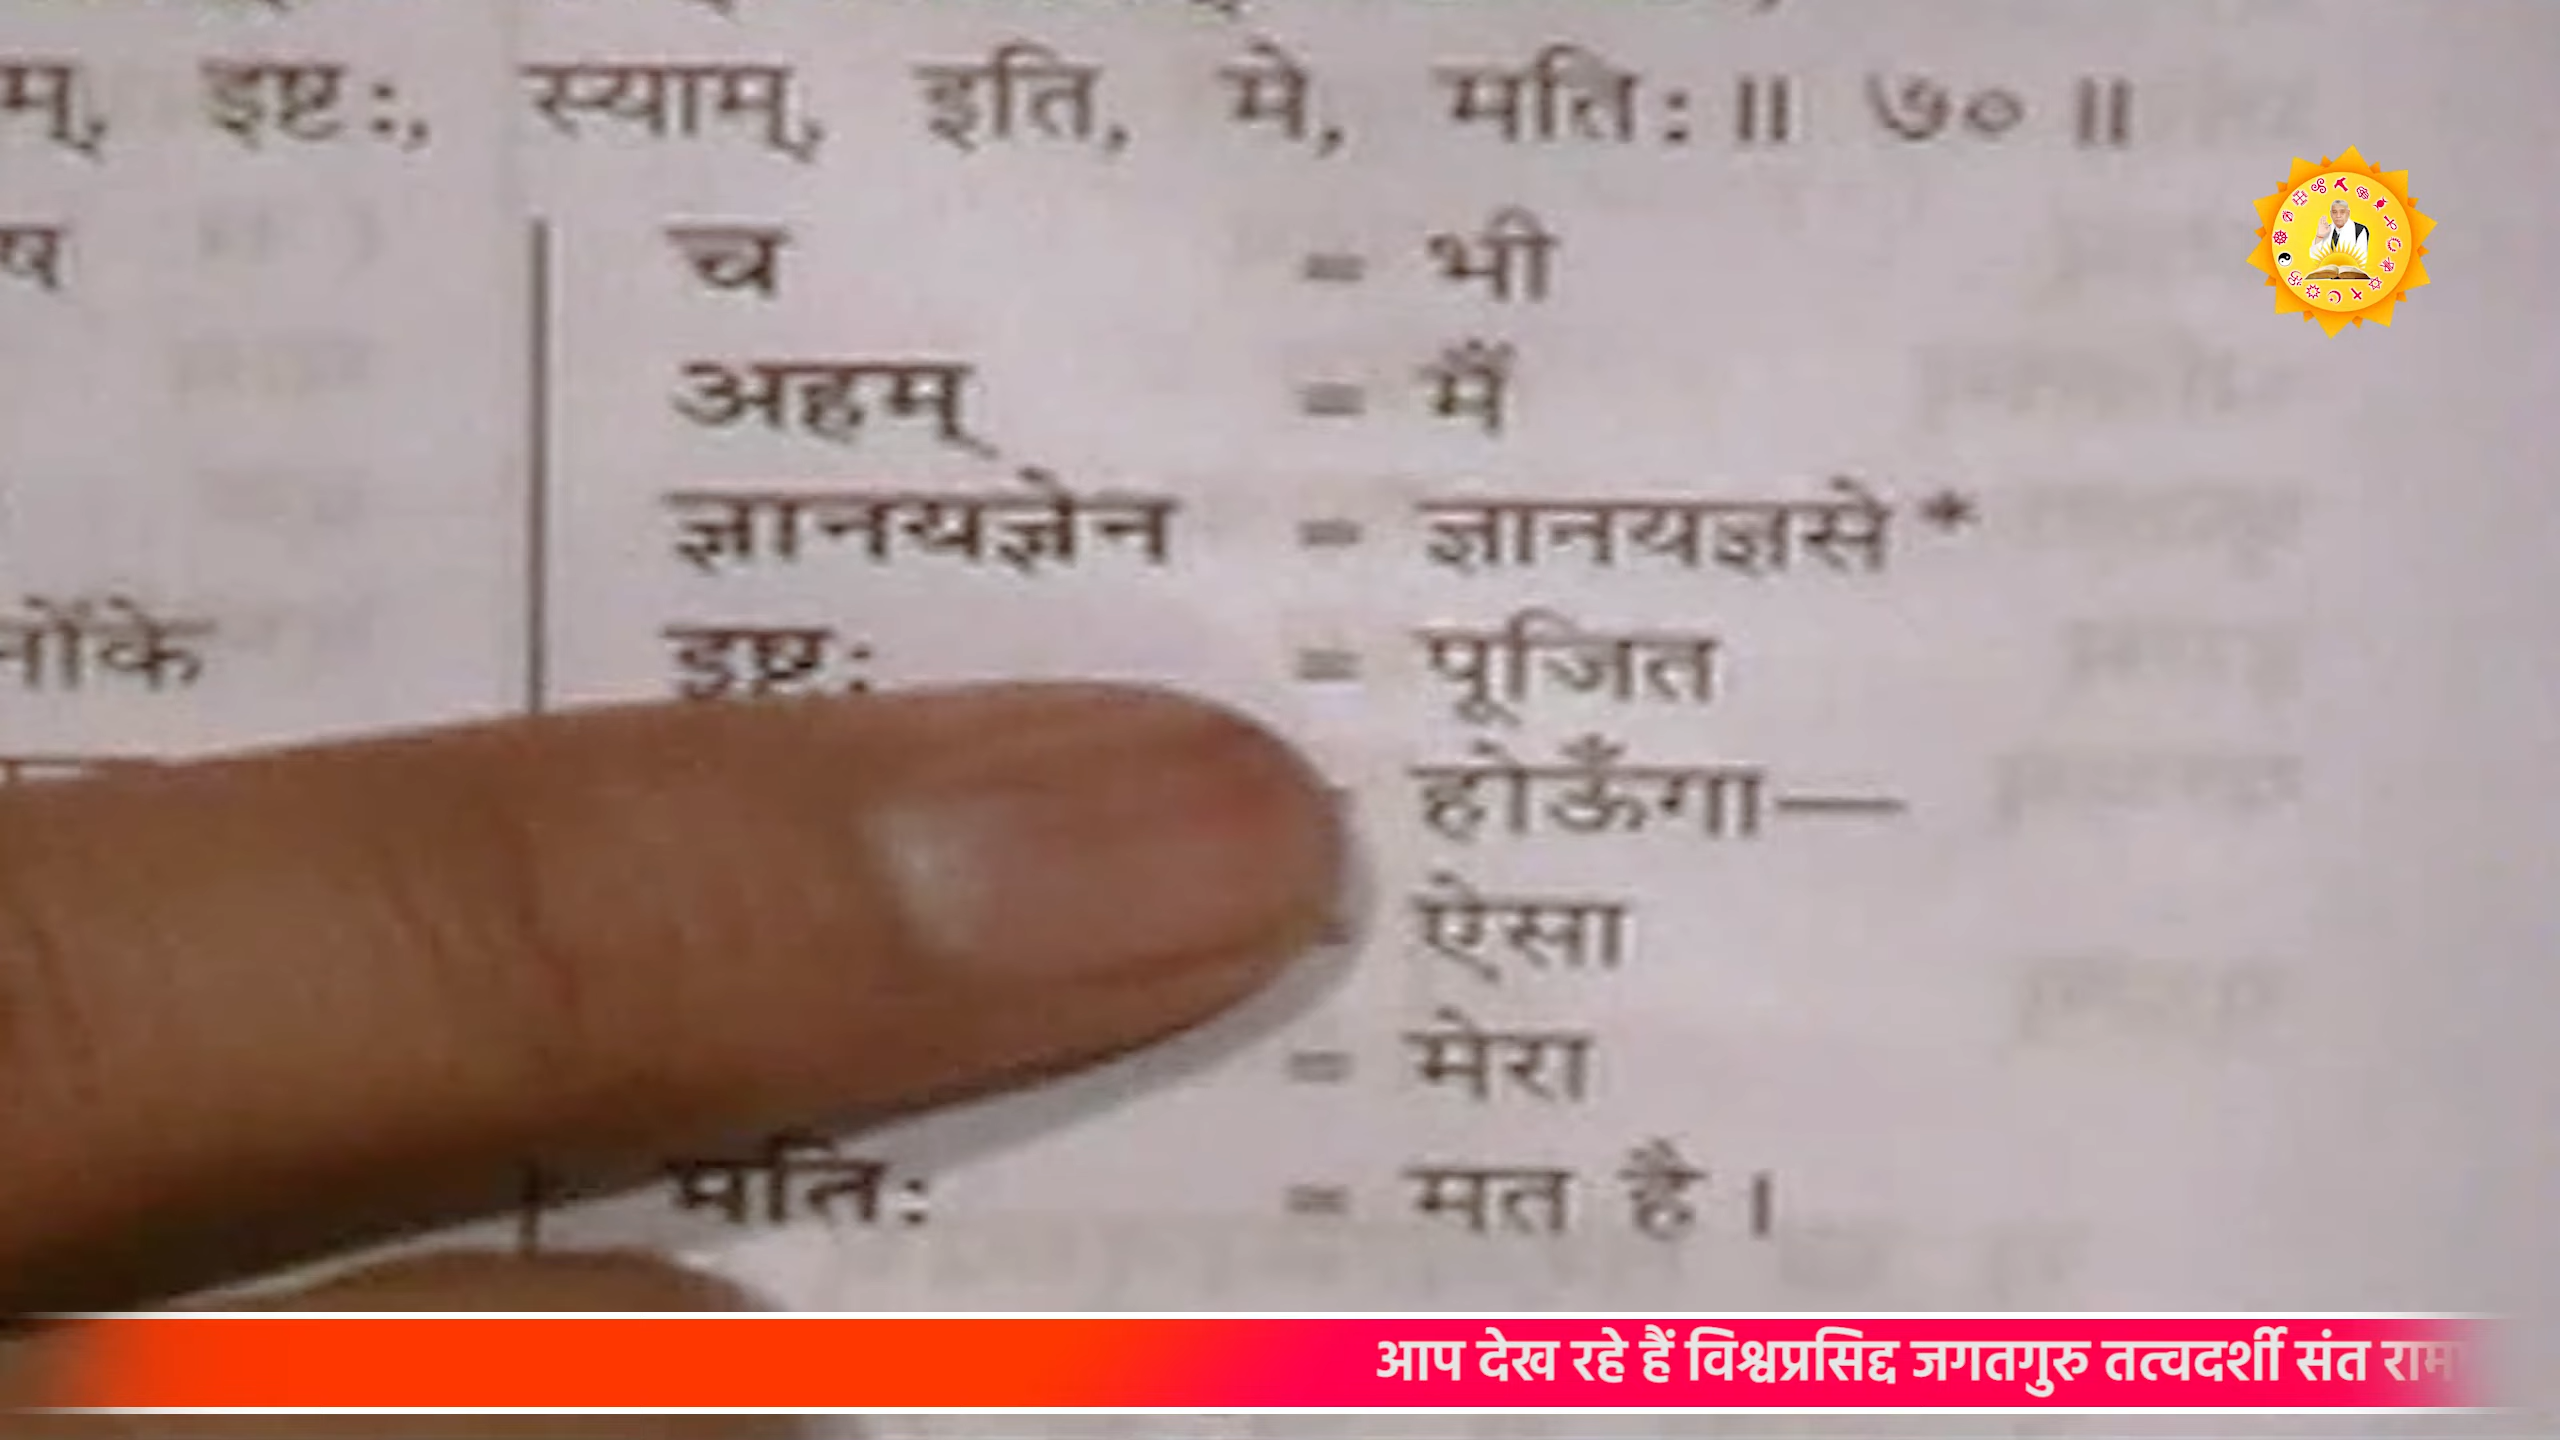 म्, इष्टः, स्याम्, इति, मे, मतिः॥ ७० ॥
च = भी
अहम् = मैं
ज्ञानयज्ञेन = ज्ञानयज्ञसे*
नोंके
इष्टः = पूजित
होऊँगा—
ऐसा
= मेरा
मतिः = मत है।
आप देख रहे हैं विश्वप्रसिद्द जगतगुरु तत्वदर्शी संत राम